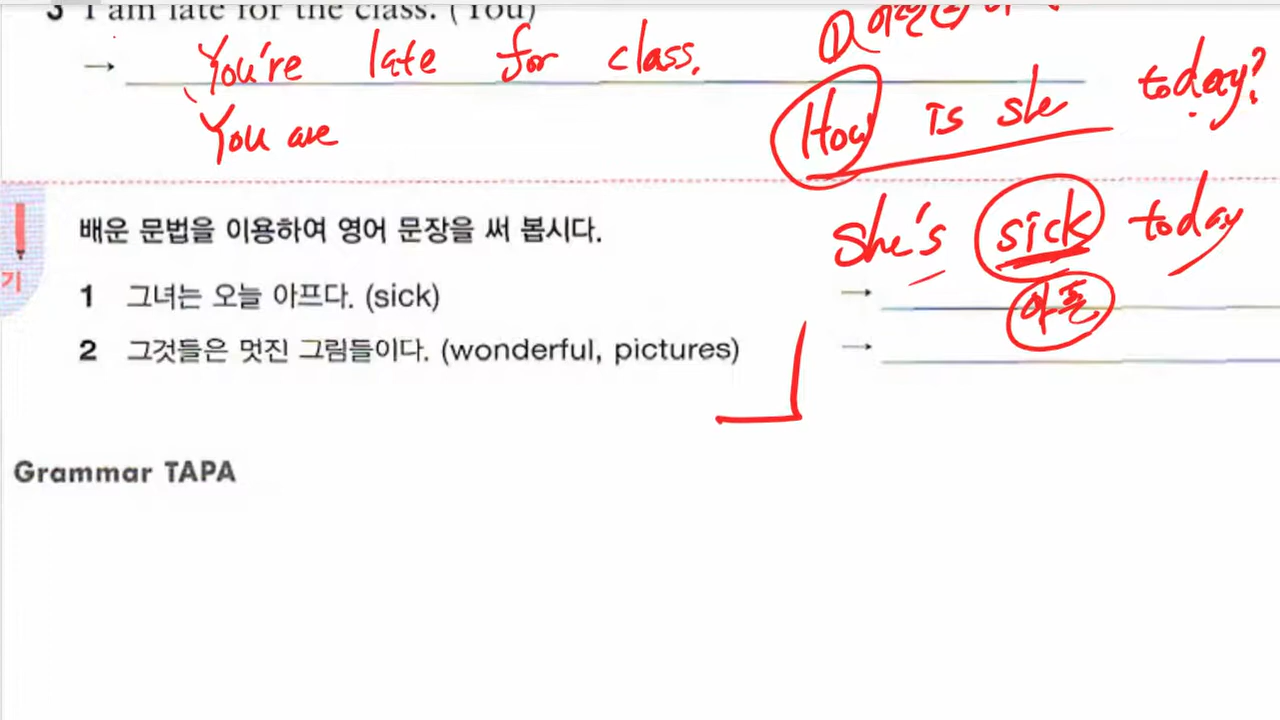 3 I am late for the class. (You)
→ You're late for class.
You are
How is she today?
배운 문법을 이용하여 영어 문장을 써 봅시다.
she's sick today
기
1 그녀는 오늘 아프다. (sick) →
아픈
2 그것들은 멋진 그림들이다. (wonderful, pictures) →
Grammar TAPA